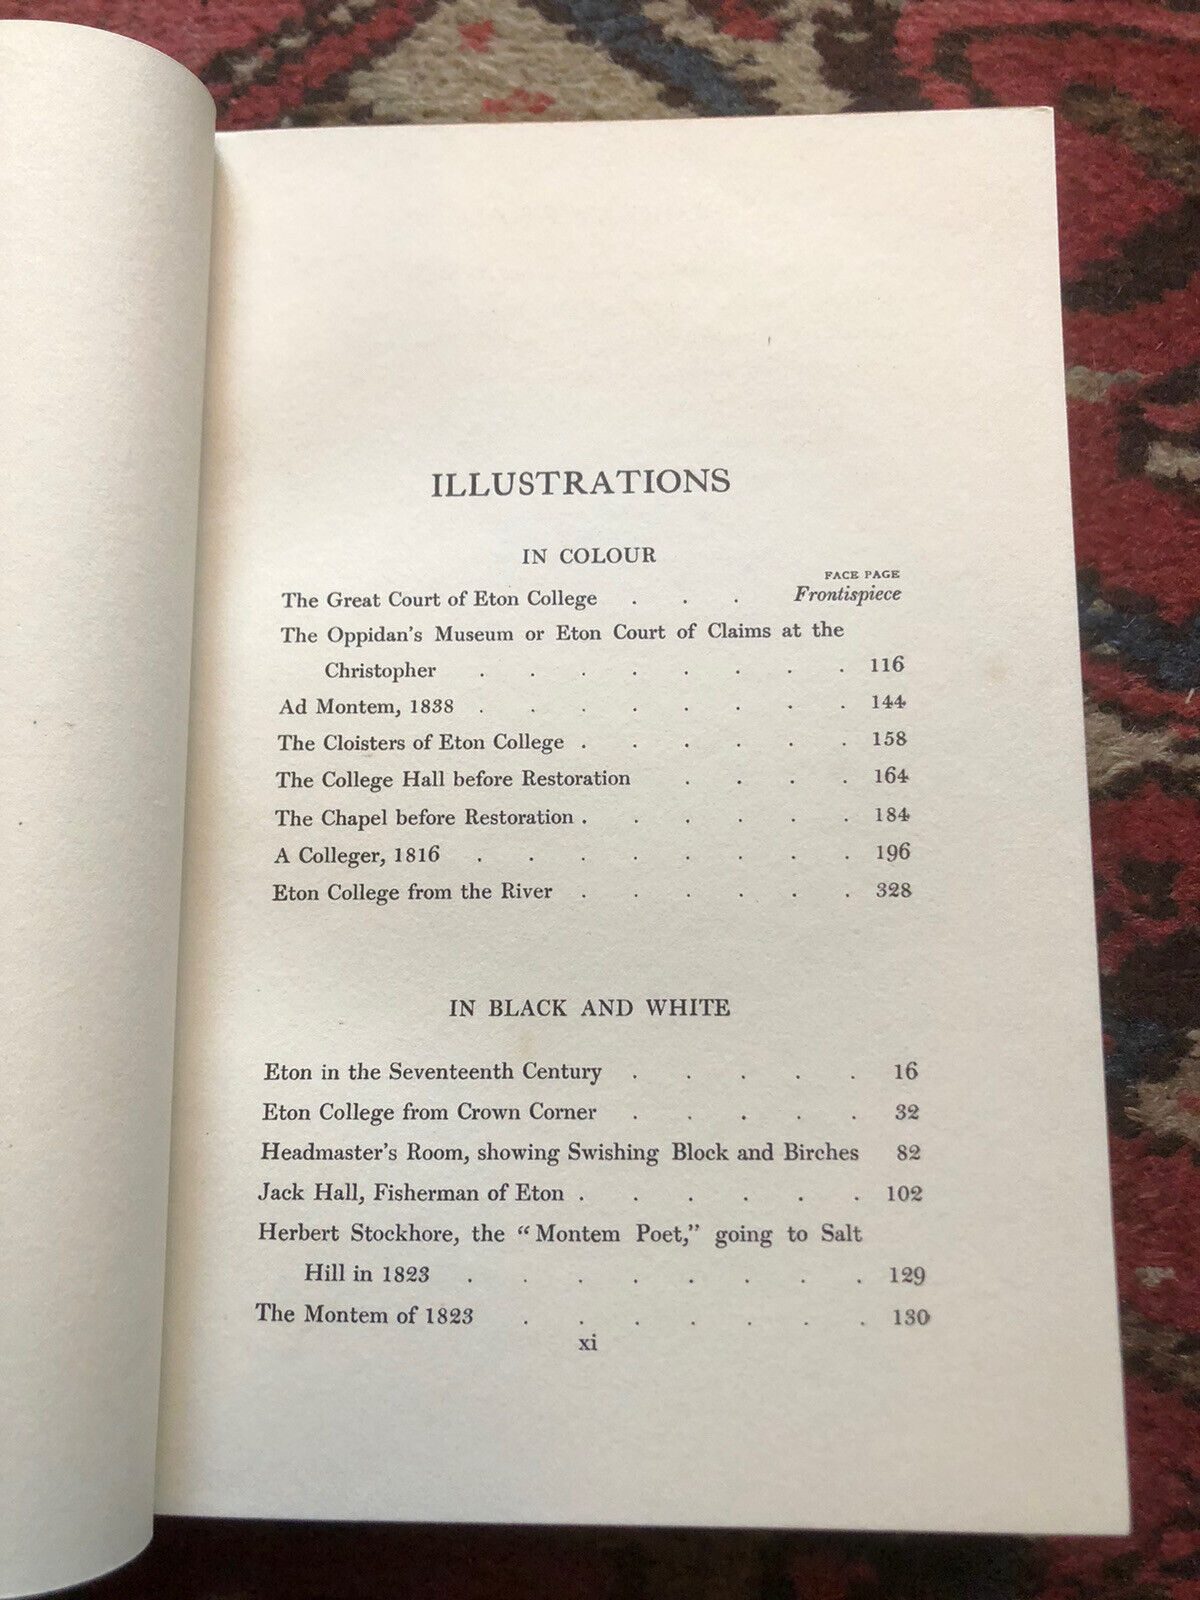 ILLUSTRATIONS
IN COLOUR
FACE PAGE
The Great Court of Eton College . . . Frontispiece
The Oppidan's Museum or Eton Court of Claims at the
Christopher . . . . . . . . 116
Ad Montem, 1838 . . . . . . . . 144
The Cloisters of Eton College . . . . . . 158
The College Hall before Restoration . . . . 164
The Chapel before Restoration . . . . . . 184
A Colleger, 1816 . . . . . . . . 196
Eton College from the River . . . . . . 328
IN BLACK AND WHITE
Eton in the Seventeenth Century . . . . . 16
Eton College from Crown Corner . . . . . 32
Headmaster's Room, showing Swishing Block and Birches 82
Jack Hall, Fisherman of Eton . . . . . . 102
Herbert Stockhore, the "Montem Poet," going to Salt
Hill in 1823 . . . . . . . . 129
The Montem of 1823 . . . . . . . 130
xi